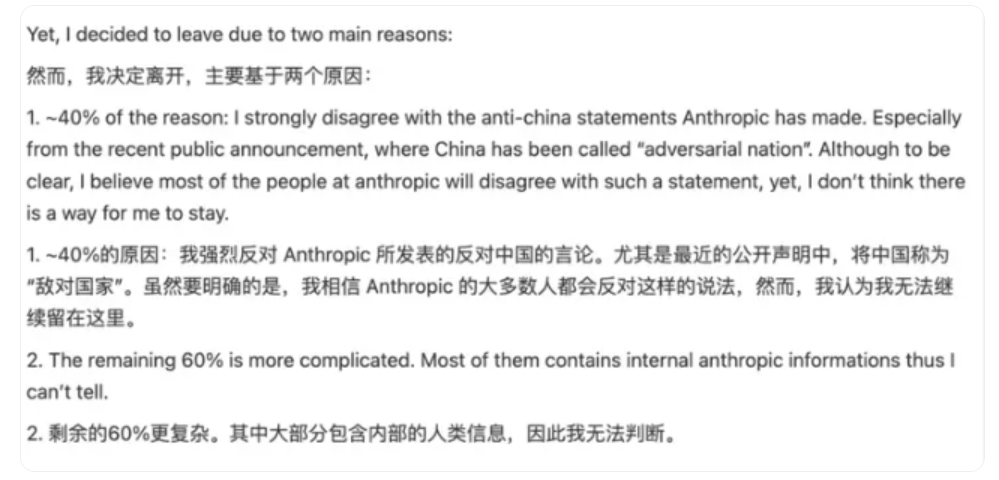 Yet, I decided to leave due to two main reasons:
然而，我决定离开，主要基于两个原因：
1. ~40% of the reason: I strongly disagree with the anti-china statements Anthropic has made. Especially
from the recent public announcement, where China has been called “adversarial nation”. Although to be
clear, I believe most of the people at anthropic will disagree with such a statement, yet, I don’t think there
is a way for me to stay.
1. ~40%的原因：我强烈反对 Anthropic 所发表的反对中国的言论。尤其是最近的公开声明中，将中国称为
“敌对国家”。虽然要明确的是，我相信 Anthropic 的大多数人都会反对这样的说法，然而，我认为我无法继
续留在这里。
2. The remaining 60% is more complicated. Most of them contains internal anthropic informations thus I
can’t tell.
2. 剩余的60%更复杂。其中大部分包含内部的人类信息，因此我无法判断。